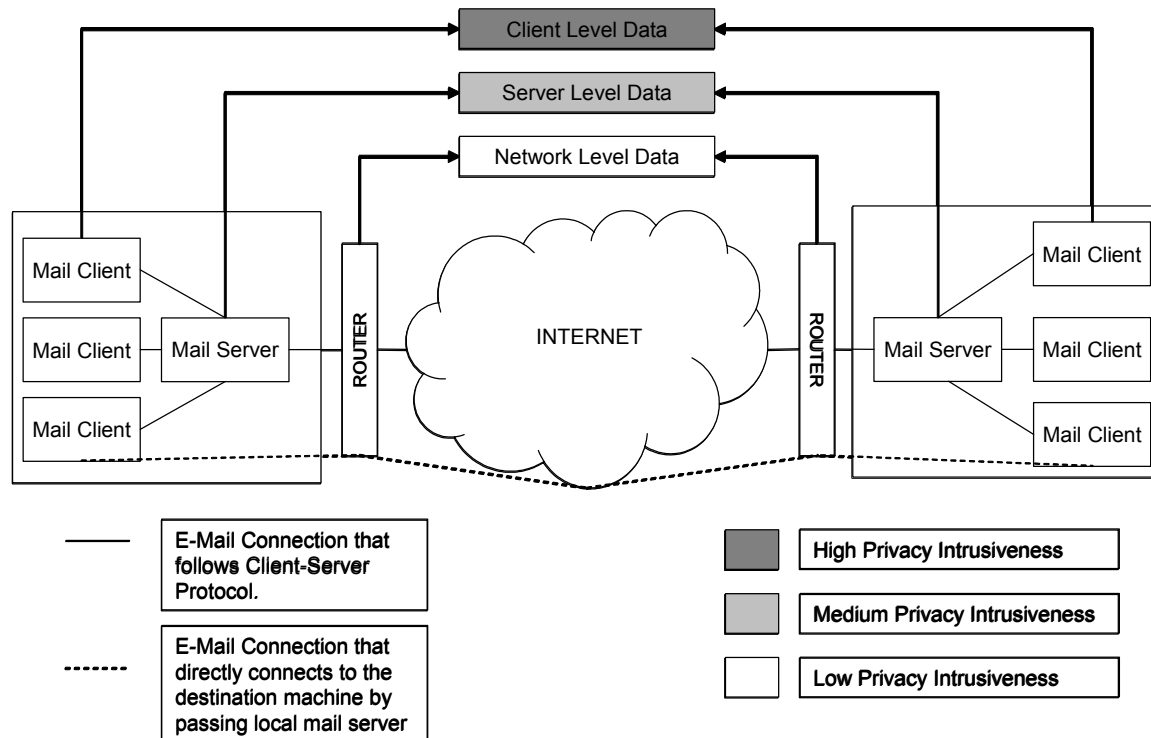 Client Level Data
Server Level Data
Network Level Data
Mail Client
Mail Client
Mail Client
Mail Server
ROUTER
INTERNET
ROUTER
Mail Server
Mail Client
Mail Client
Mail Client
E-Mail Connection that
follows Client-Server
Protocol.
E-Mail Connection that
directly connects to the
destination machine by
passing local mail server
High Privacy Intrusiveness
Medium Privacy Intrusiveness
Low Privacy Intrusiveness